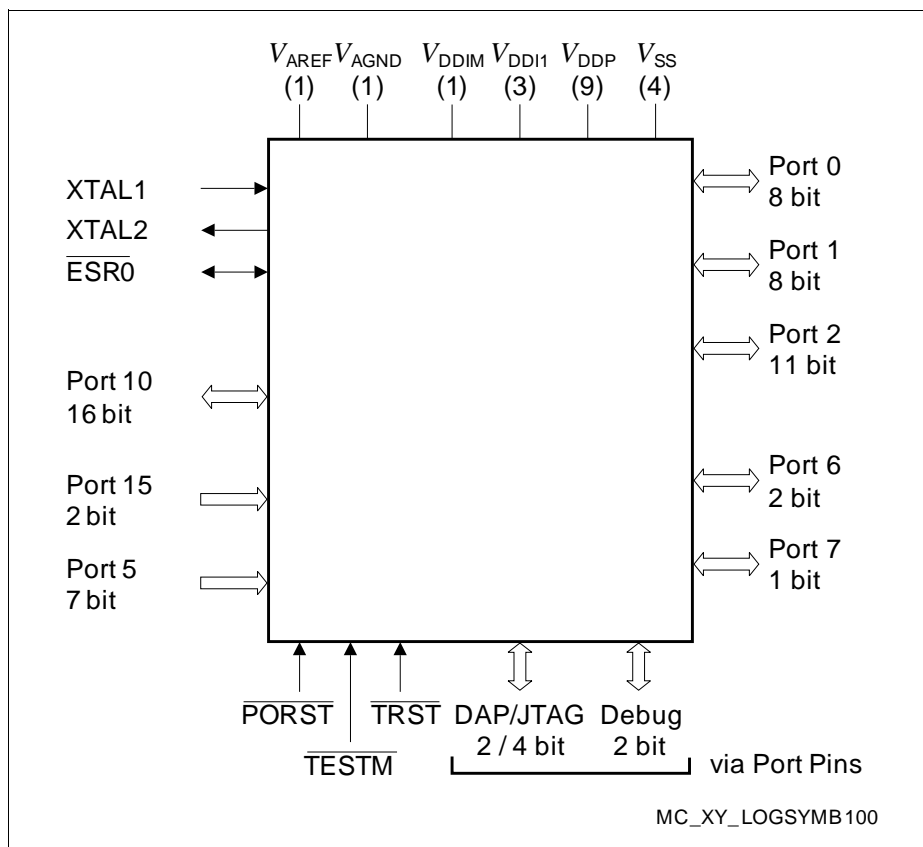 VAREF VAGND VDDIM VDDI1 VDDP VSS
(1) (1) (1) (3) (9) (4)
XTAL1
XTAL2
ESR0
Port 10
16 bit
Port 15
2 bit
Port 5
7 bit
Port 0
8 bit
Port 1
8 bit
Port 2
11 bit
Port 6
2 bit
Port 7
1 bit
PORST
TRST
TESTM
DAP/JTAG
2 / 4 bit
Debug
2 bit
via Port Pins
MC_XY_LOGSYMB100